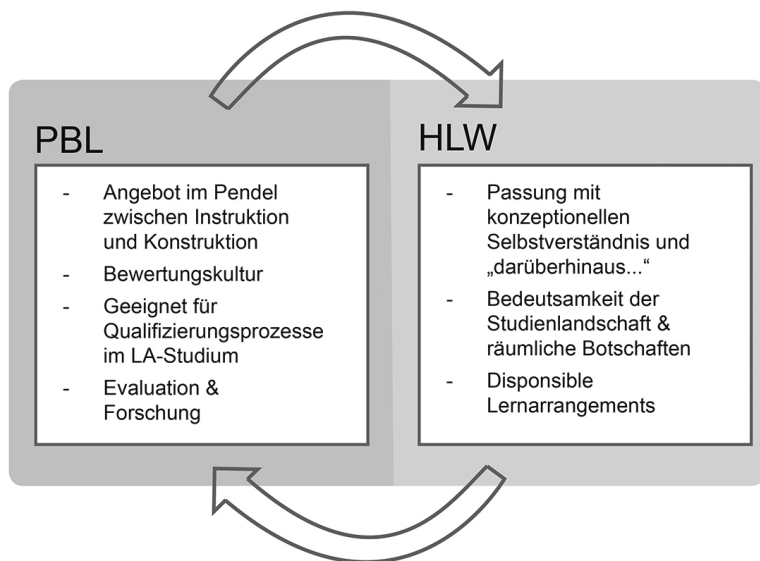 PBL
- Angebot im Pendel
zwischen Instruktion
und Konstruktion
- Bewertungskultur
- Geeignet für
Qualifizierungsprozesse
im LA-Studium
- Evaluation &
Forschung
HLW
- Passung mit
konzeptionellen
Selbstverständnis und
„darüberhinaus...“
- Bedeutsamkeit der
Studienlandschaft &
räumliche Botschaften
- Disponible
Lernarrangements